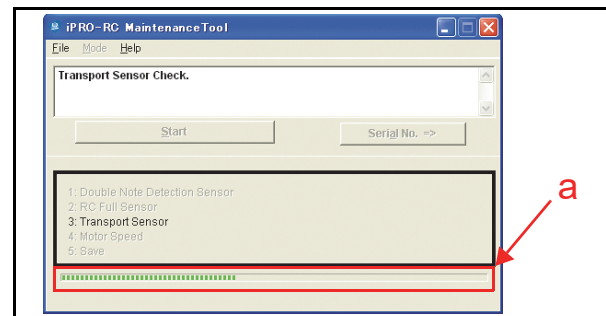 iPRO-RC MaintenanceTool
File Mode Help
Transport Sensor Check.
Start Serial No. =>
1: Double Note Detection Sensor
2: RC Full Sensor
3: Transport Sensor
4: Motor Speed
5: Save
a